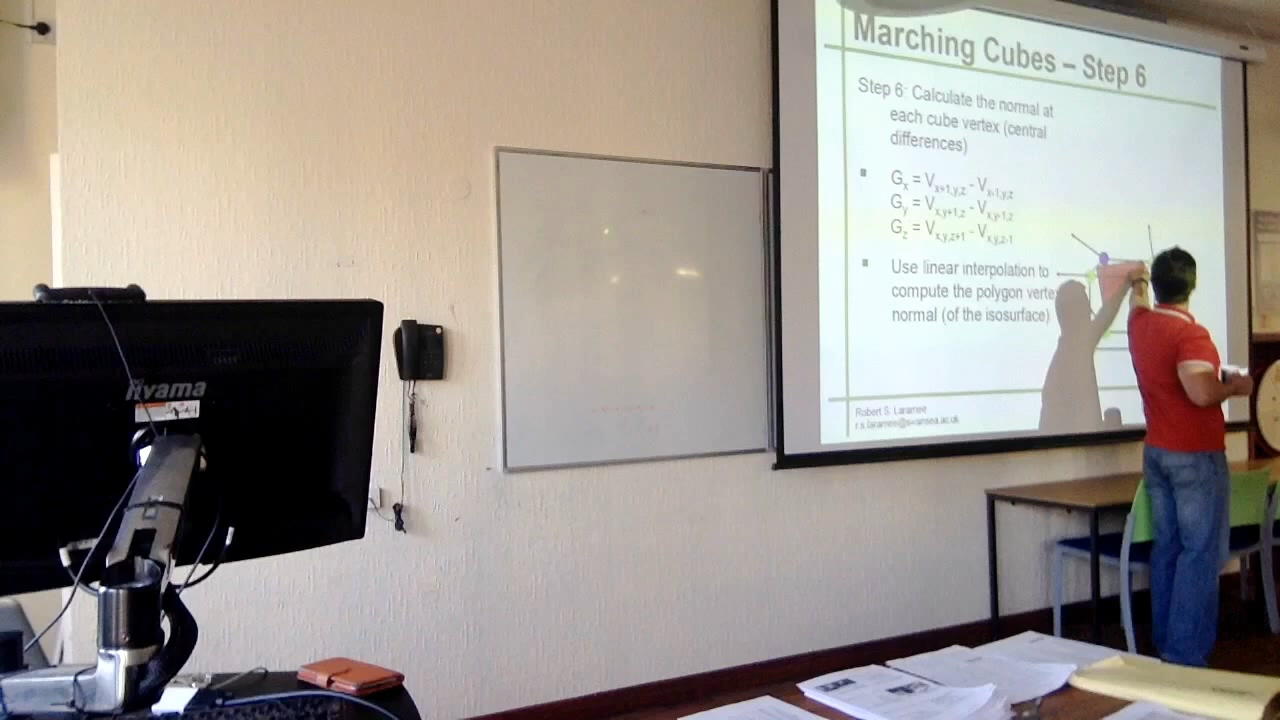 Marching Cubes – Step 6
Step 6: Calculate the normal at
each cube vertex (central
differences)
▪ Gx = Vx+1,y,z - Vx-1,y,z
Gy = Vx,y+1,z - Vx,y-1,z
Gz = Vx,y,z+1 - Vx,y,z-1
▪ Use linear interpolation to
compute the polygon verte
normal (of the isosurface)
Robert S. Laramee
r.s.laramee@swansea.ac.uk
iiyama